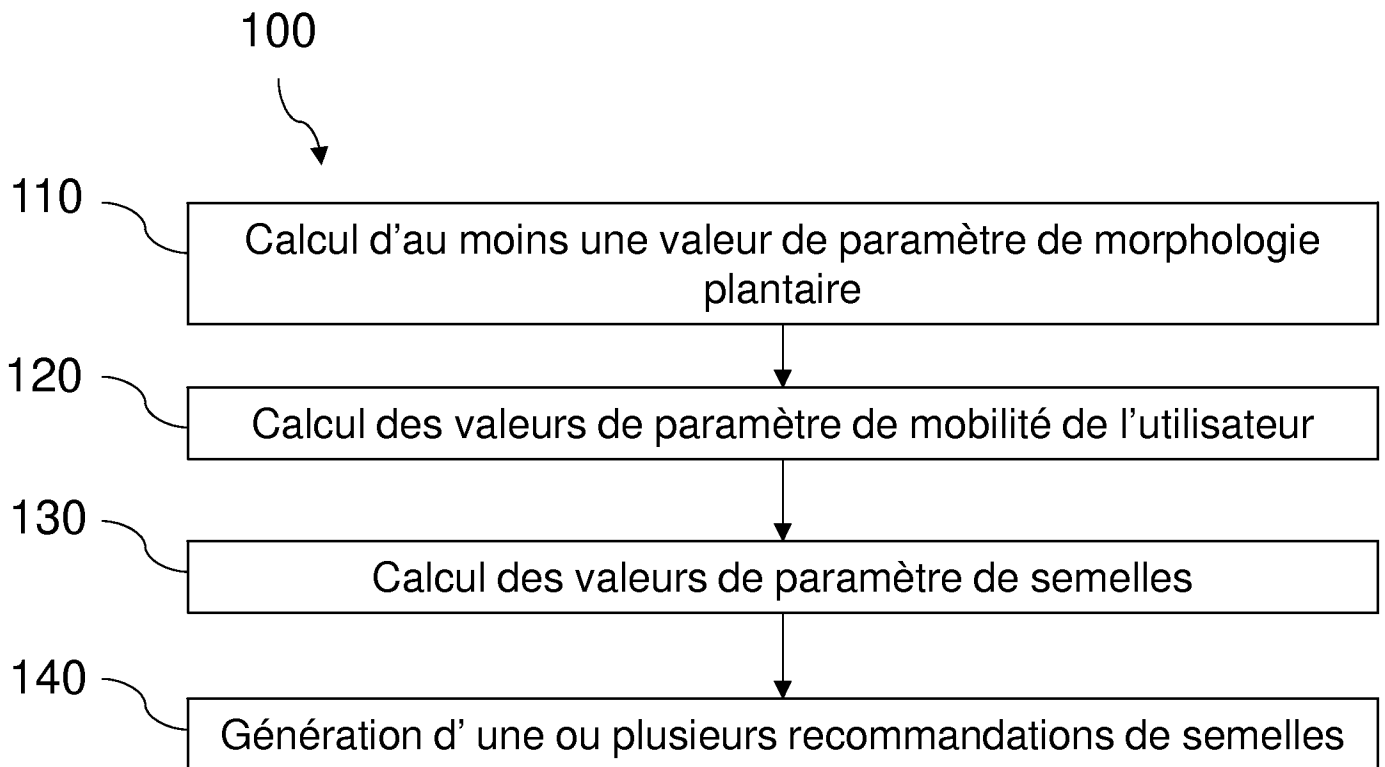 100
110
Calcul d'au moins une valeur de paramètre de morphologie
plantaire
120
Calcul des valeurs de paramètre de mobilité de l'utilisateur
130
Calcul des valeurs de paramètre de semelles
140
Génération d' une ou plusieurs recommandations de semelles